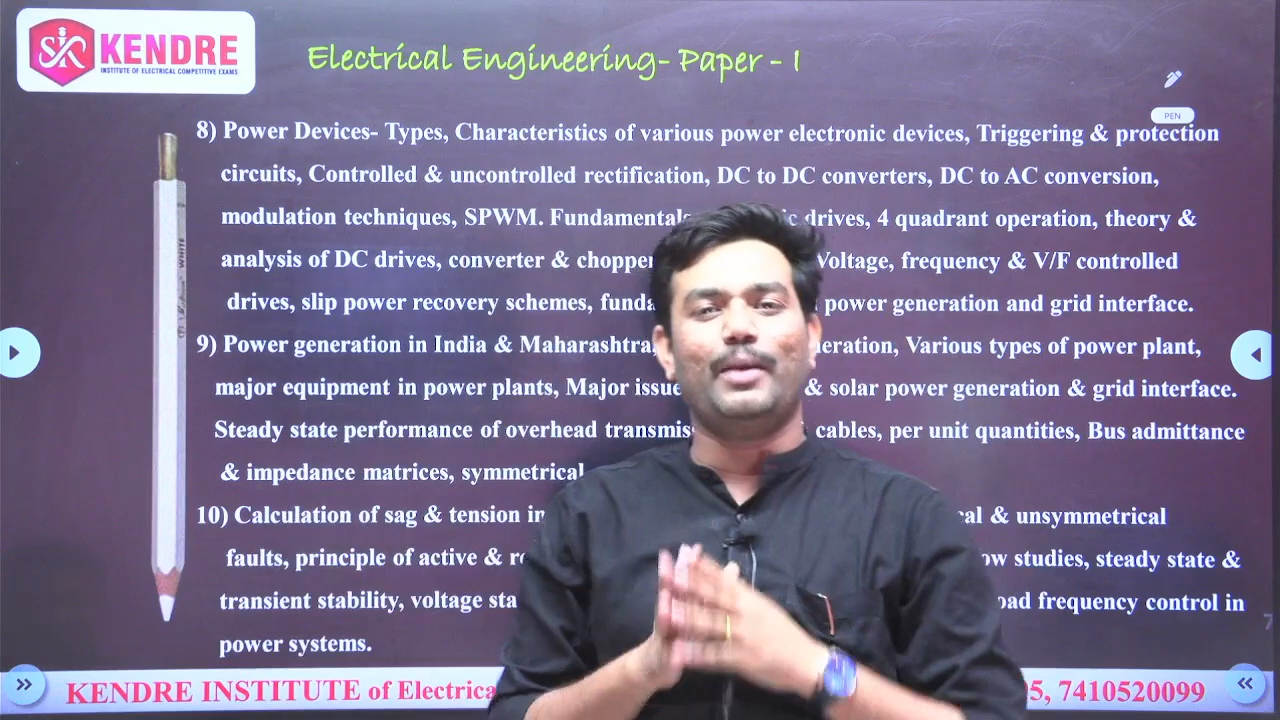 KENDRE
INSTITUTE OF ELECTRICAL COMPETITIVE EXAMS
Electrical Engineering- Paper - I
PEN
8) Power Devices- Types, Characteristics of various power electronic devices, Triggering & protection
circuits, Controlled & uncontrolled rectification, DC to DC converters, DC to AC conversion,
modulation techniques, SPWM. Fundamentals drives, 4 quadrant operation, theory &
analysis of DC drives, converter & Voltage, frequency & V/F controlled
drives, slip power recovery schemes, power generation and grid interface.
9) Power generation in India & Maharashtra, Various types of power plant,
major equipment in power plants, Major & solar power generation & grid interface.
Steady state performance of overhead cables, per unit quantities, Bus admittance
& impedance matrices, symmetrical
10) Calculation of sag & tension in & unsymmetrical
faults, principle of active & studies, steady state &
transient stability, voltage frequency control in
power systems.
7
KENDRE INSTITUTE of 7410520099